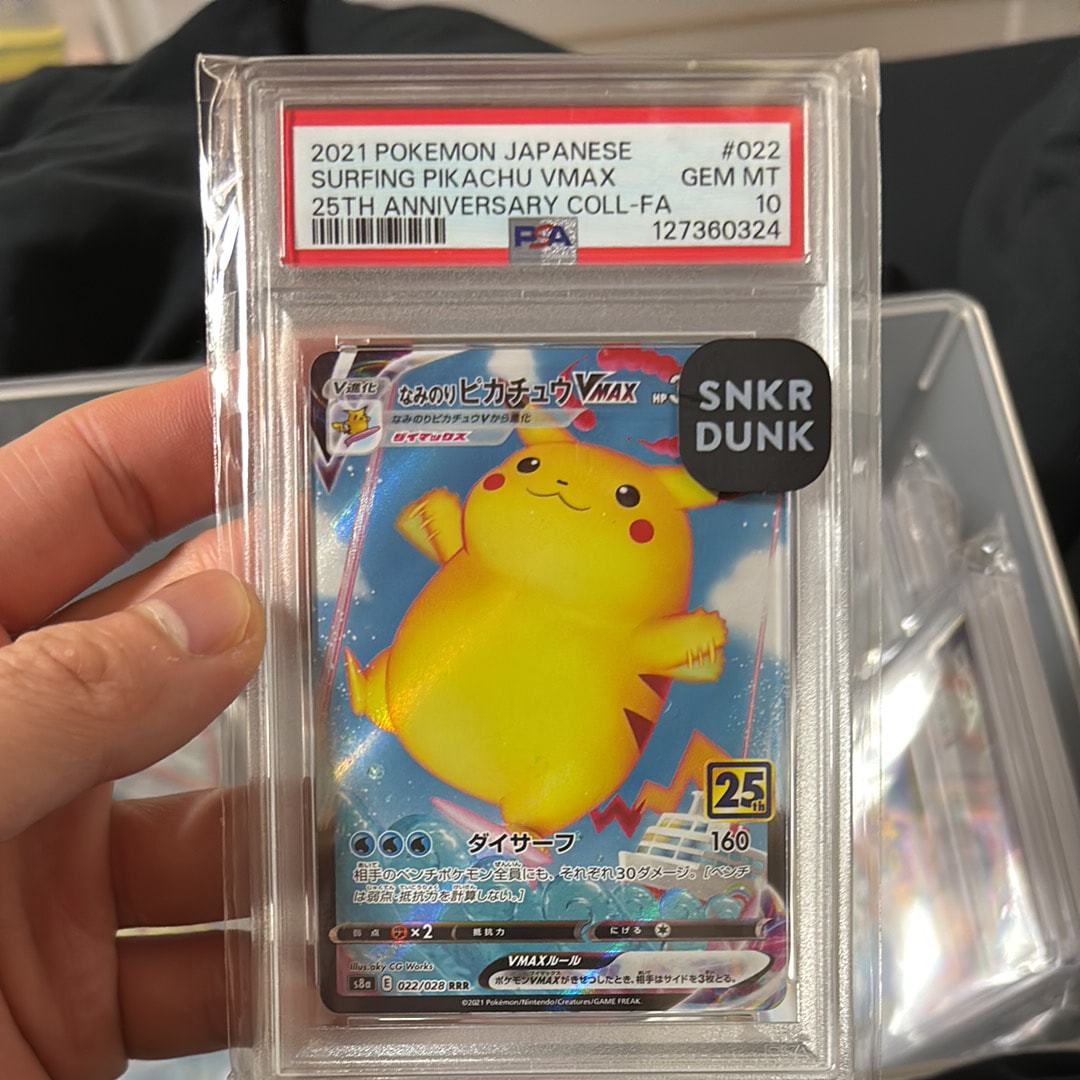 2021 POKEMON JAPANESE #022
SURFING PIKACHU VMAX GEM MT
25TH ANNIVERSARY COLL-FA 10
PSA 127360324
SNKR
DUNK
V進化
なみのりピカチュウVMAX HP 3
なみのりピカチュウVから進化
ダイマックス
25th
ダイサーフ 160
相手のベンチポケモン全員にも、それぞれ30ダメージ。[ベンチ
は弱点・抵抗力を計算しない。]
弱点 ×2 抵抗力 にげる
VMAXルール
ポケモンVMAXがきぜつしたとき、相手はサイドを3枚とる。
Illus.aky CG Works
s8a E 022/028 RRR
©2021 Pokémon/Nintendo/Creatures/GAME FREAK.